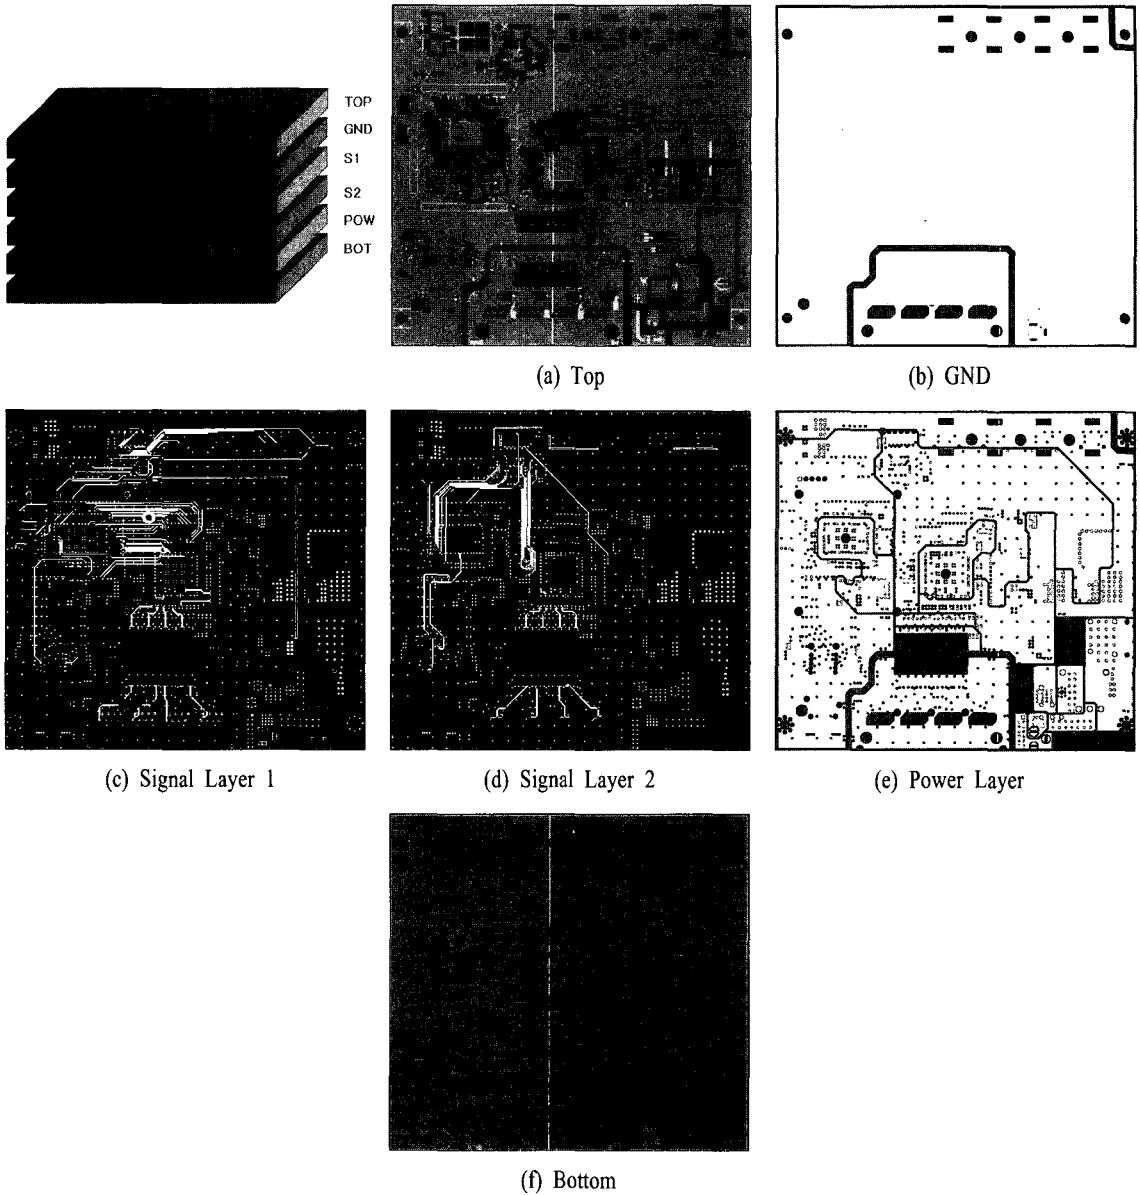 TOP
GND
S1
S2
POW
BOT
(a) Top
(b) GND
(c) Signal Layer 1
(d) Signal Layer 2
(e) Power Layer
(f) Bottom